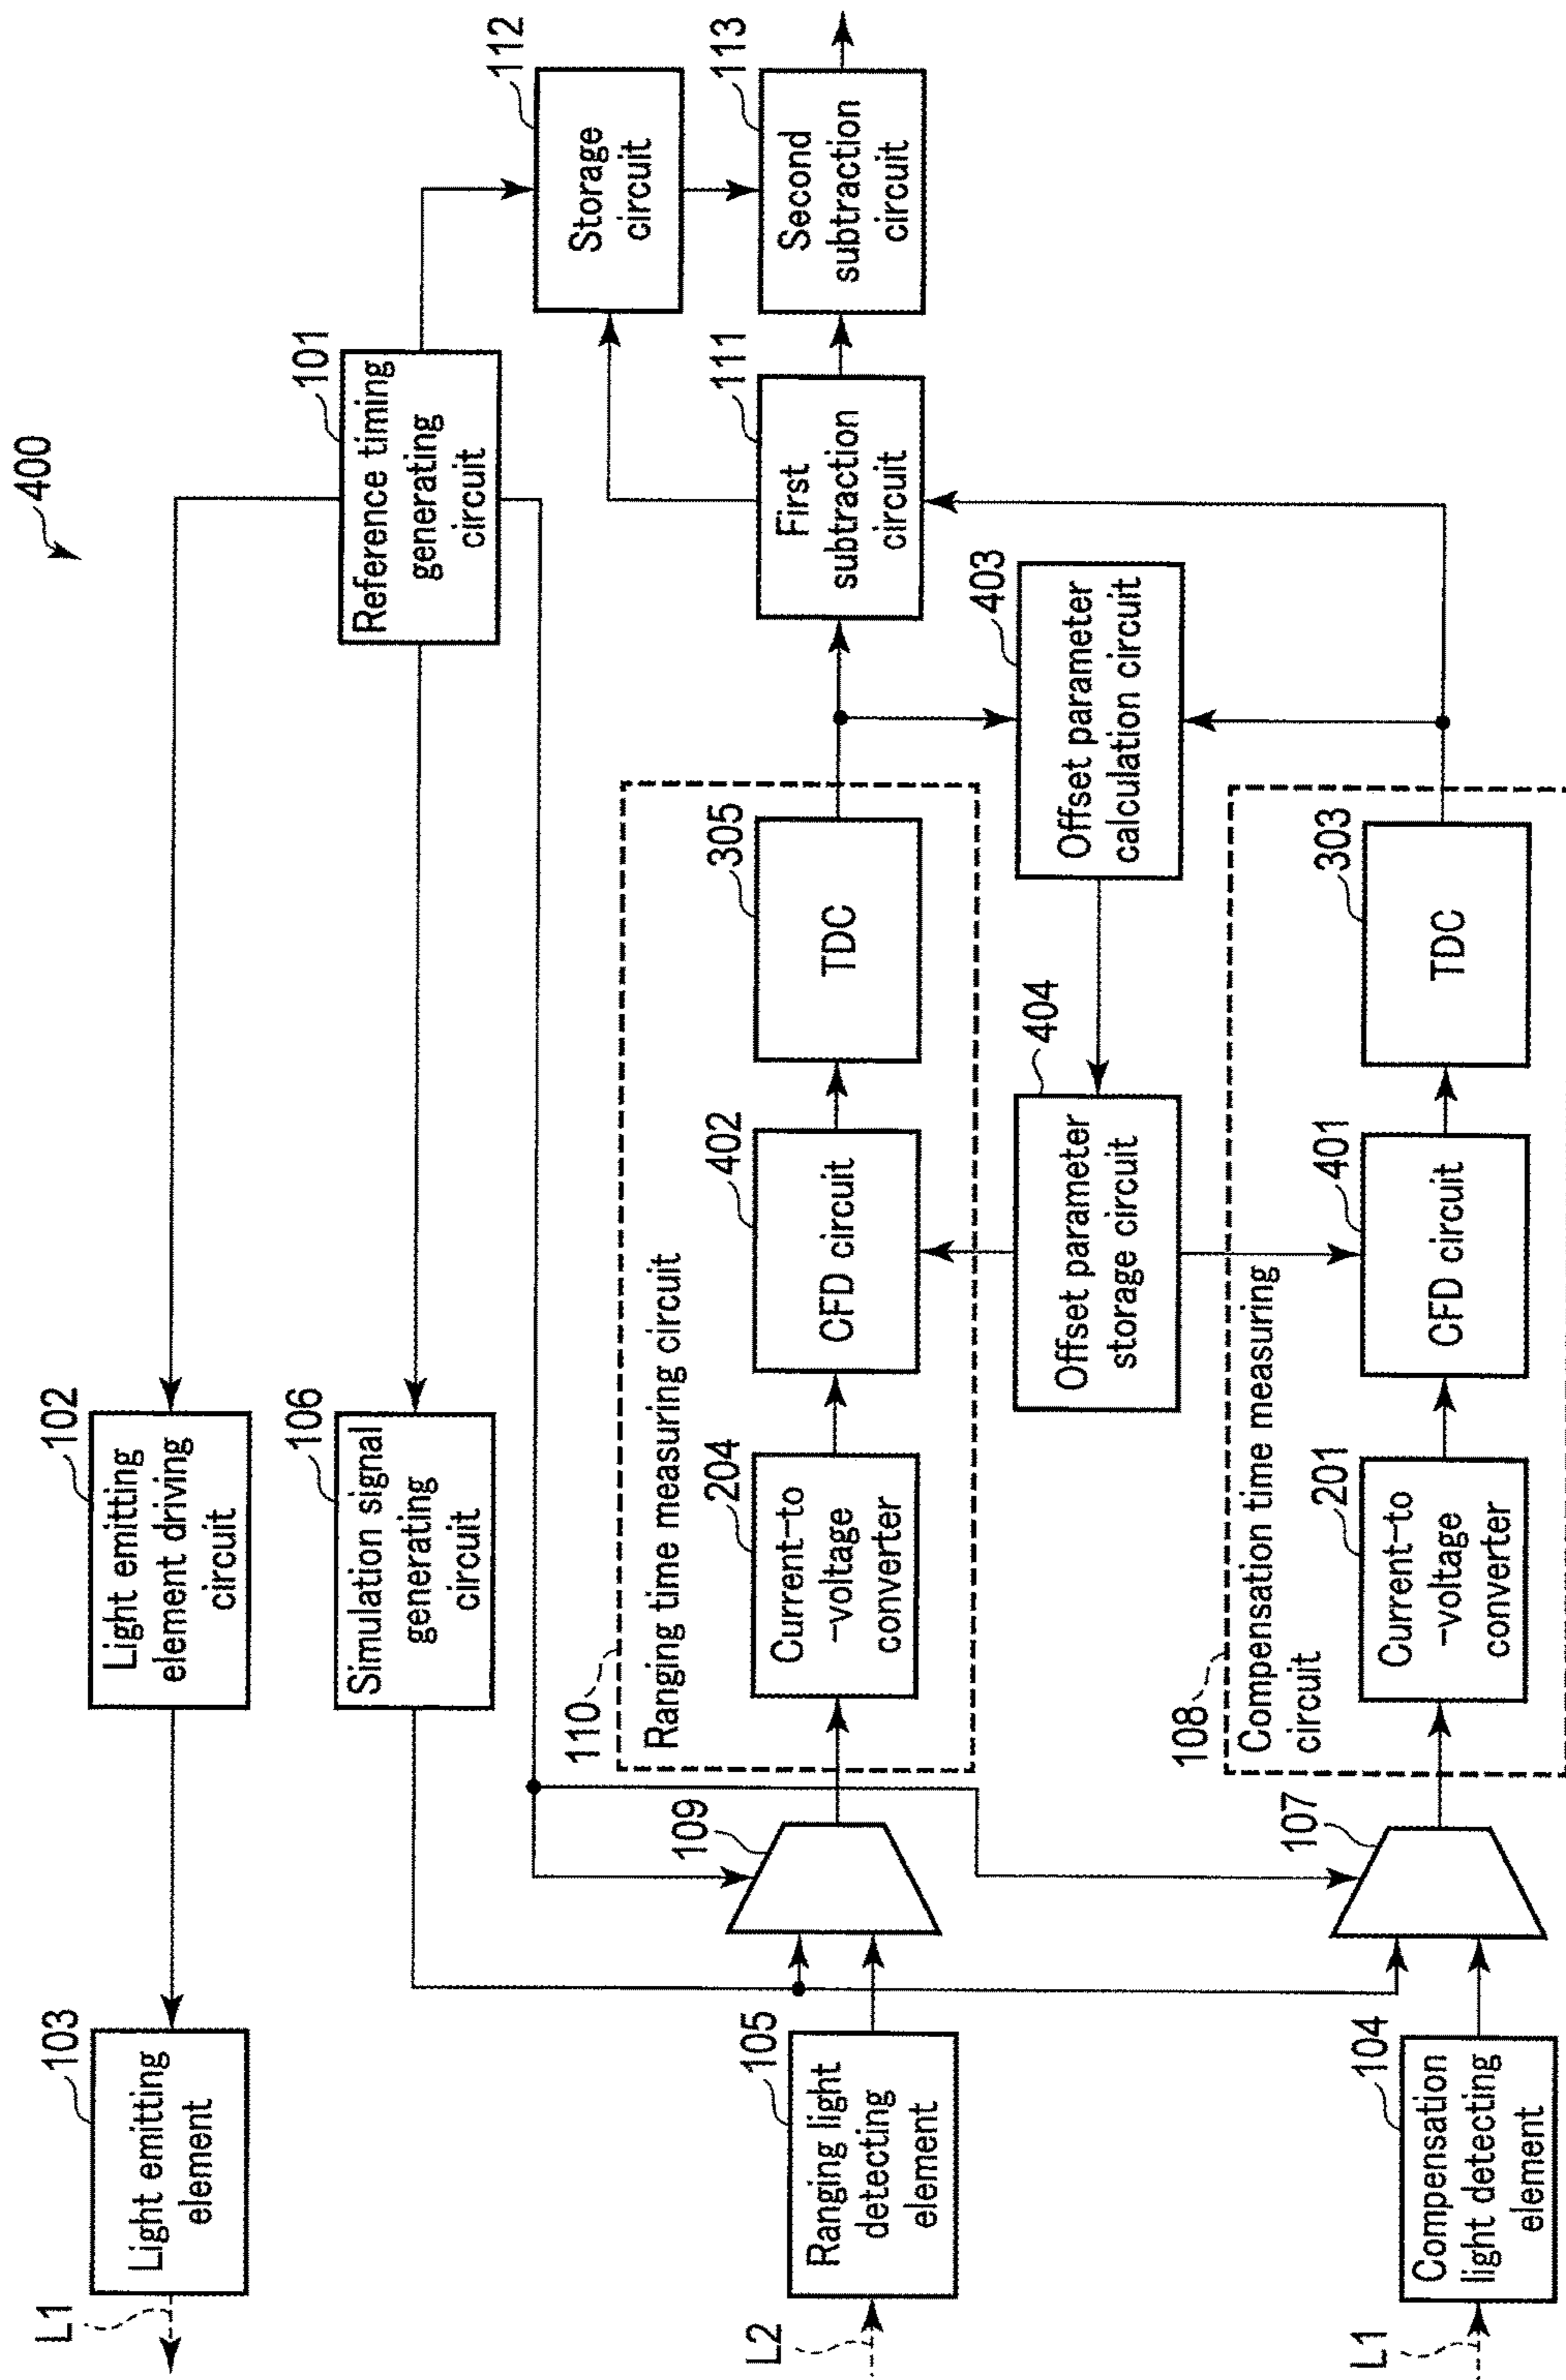 400
101
Reference timing
generating
circuit
112
Storage
circuit
113
Second
subtraction
circuit
111
First
subtraction
circuit
102
Light emitting
element driving
circuit
103
Light emitting
element
L1
106
Simulation signal
generating
circuit
110
Ranging time measuring circuit
204
Current-to
-voltage
converter
402
CFD circuit
305
TDC
109
105
Ranging light
detecting
element
L2
403
Offset parameter
calculation circuit
404
Offset parameter
storage circuit
108
Compensation time measuring
circuit
201
Current-to
-voltage
converter
401
CFD circuit
303
TDC
107
104
Compensation
light detecting
element
L1